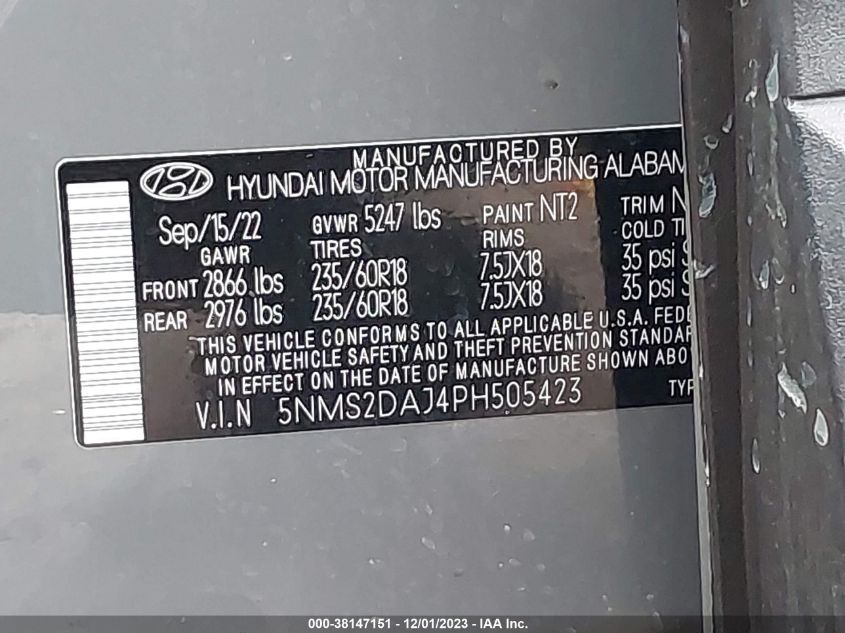 MANUFACTURED BY
HYUNDAI MOTOR MANUFACTURING ALABAM
Sep/15/22 GVWR 5247 lbs PAINT NT2 TRIM N
GAWR TIRES RIMS COLD TI
FRONT 2866 lbs 235/60R18 7.5JX18 35 psi
REAR 2976 lbs 235/60R18 7.5JX18 35 psi
THIS VEHICLE CONFORMS TO ALL APPLICABLE U.S.A. FEDE
MOTOR VEHICLE SAFETY AND THEFT PREVENTION STANDAR
IN EFFECT ON THE DATE OF MANUFACTURE SHOWN ABO
V.I.N 5NMS2DAJ4PH505423 TYP
000-38147151 - 12/01/2023 - IAA Inc.